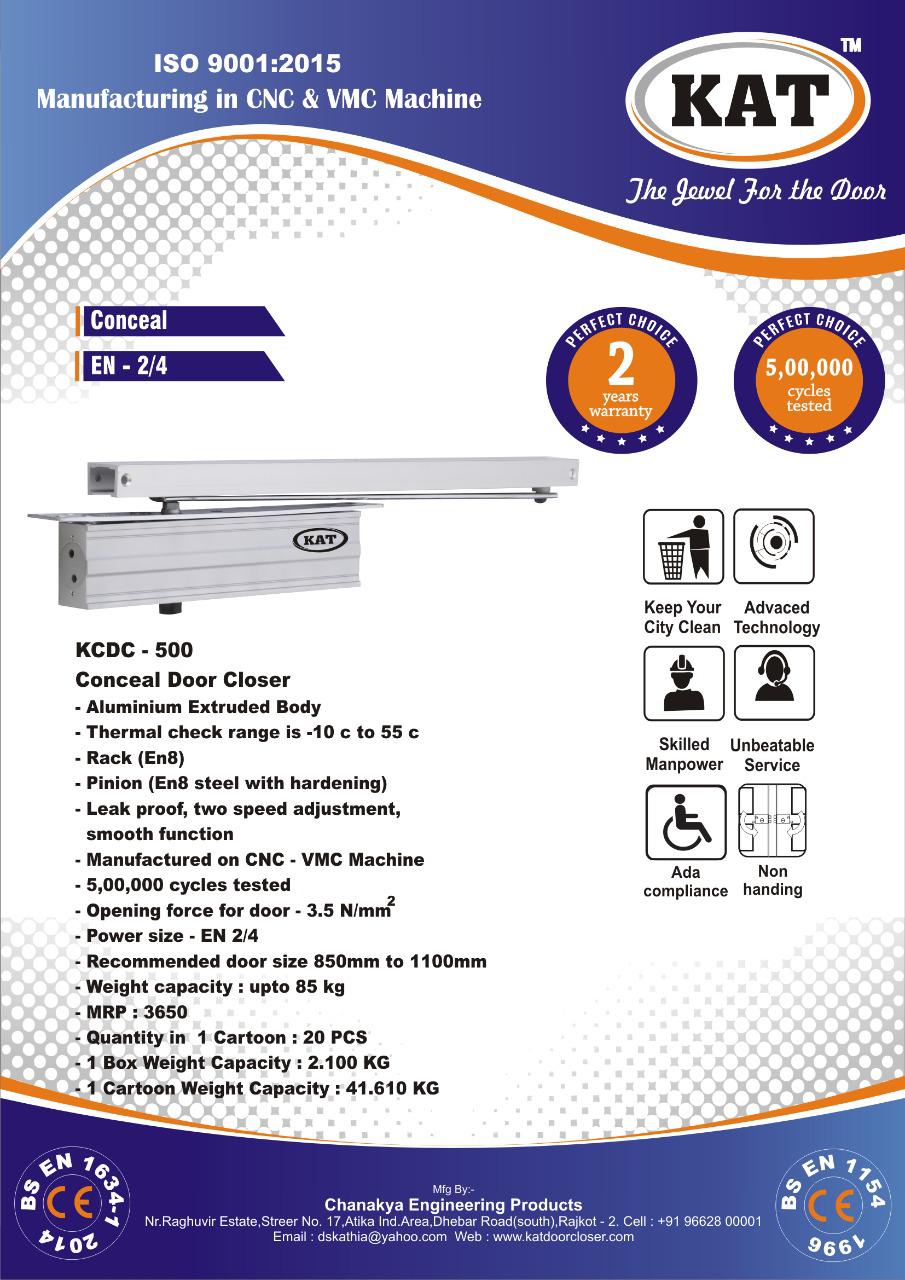 ISO 9001:2015
Manufacturing in CNC & VMC Machine
KAT
TM
The Jewel For the Door
Conceal
EN - 2/4
PERFECT CHOICE
2
years
warranty
PERFECT CHOICE
5,00,000
cycles
tested
KAT
Keep Your
City Clean
Advaced
Technology
Skilled
Manpower
Unbeatable
Service
Ada
compliance
Non
handing
KCDC - 500
Conceal Door Closer
- Aluminium Extruded Body
- Thermal check range is -10 c to 55 c
- Rack (En8)
- Pinion (En8 steel with hardening)
- Leak proof, two speed adjustment,
smooth function
- Manufactured on CNC - VMC Machine
- 5,00,000 cycles tested
- Opening force for door - 3.5 N/mm²
- Power size - EN 2/4
- Recommended door size 850mm to 1100mm
- Weight capacity : upto 85 kg
- MRP : 3650
- Quantity in 1 Cartoon : 20 PCS
- 1 Box Weight Capacity : 2.100 KG
- 1 Cartoon Weight Capacity : 41.610 KG
BS EN 1634-1
CE
2014
Mfg By:-
Chanakya Engineering Products
Nr.Raghuvir Estate,Streer No. 17,Atika Ind.Area,Dhebar Road(south),Rajkot - 2. Cell : +91 96628 00001
Email : dskathia@yahoo.com Web : www.katdoorcloser.com
BS EN 1154
CE
1996